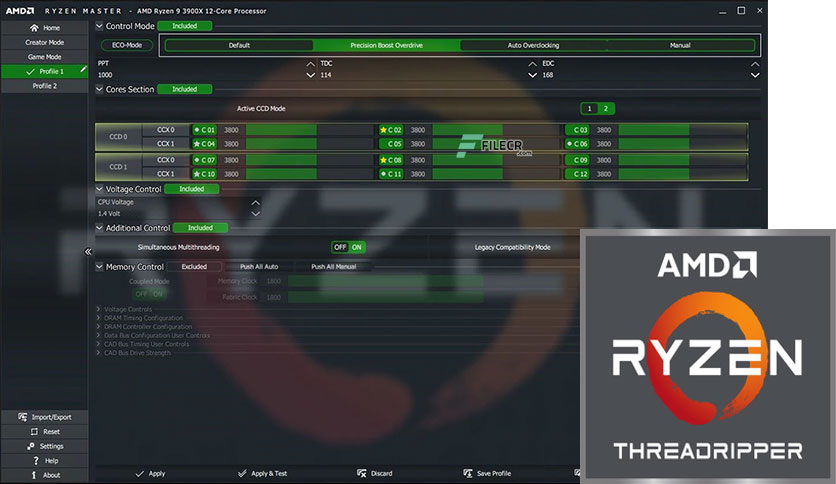 AMD RYZEN MASTER - AMD Ryzen 9 3900X 12-Core Processor
Home
Creator Mode
Game Mode
Profile 1
Profile 2
Control Mode Included
ECO-Mode Default Precision Boost Overdrive Auto Overclocking Manual
PPT TDC EDC
1000 114 168
Cores Section Included
Active CCD Mode 1 2
CCD 0 CCX 0 C 01 3800 C 02 3800 C 03 3800
CCX 1 C 04 3800 C 05 3800 C 06 3800
CCD 1 CCX 0 C 07 3800 C 08 3800 C 09 3800
CCX 1 C 10 3800 C 11 3800 C 12 3800
FILECR
.com
Voltage Control Included
CPU Voltage
1.4 Volt
Additional Control Included
Simultaneous Multithreading OFF ON Legacy Compatibility Mode
Memory Control Excluded Push All Auto Push All Manual
Coupled Mode Memory Clock 1800
OFF ON Fabric Clock 1800
Voltage Controls
DRAM Timing Configuration
DRAM Controller Configuration
Data Bus Configuration User Controls
CAD Bus Timing User Controls
CAD Bus Drive Strength
RYZEN
Import/Export
Reset
Settings
Help
About
Apply Apply & Test Discard Save Profile
AMD
RYZEN
THREADRIPPER